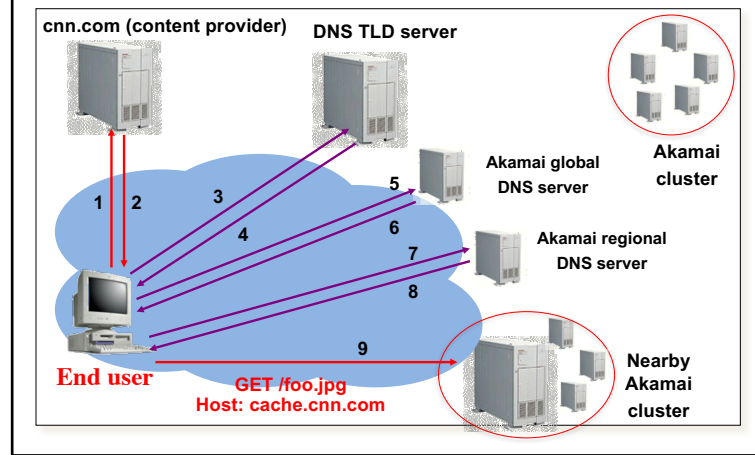 cnn.com (content provider)
DNS TLD server
Akamai
cluster
1
2
3
4
5
6
Akamai global
DNS server
7
8
Akamai regional
DNS server
9
End user
GET /foo.jpg
Host: cache.cnn.com
Nearby
Akamai
cluster